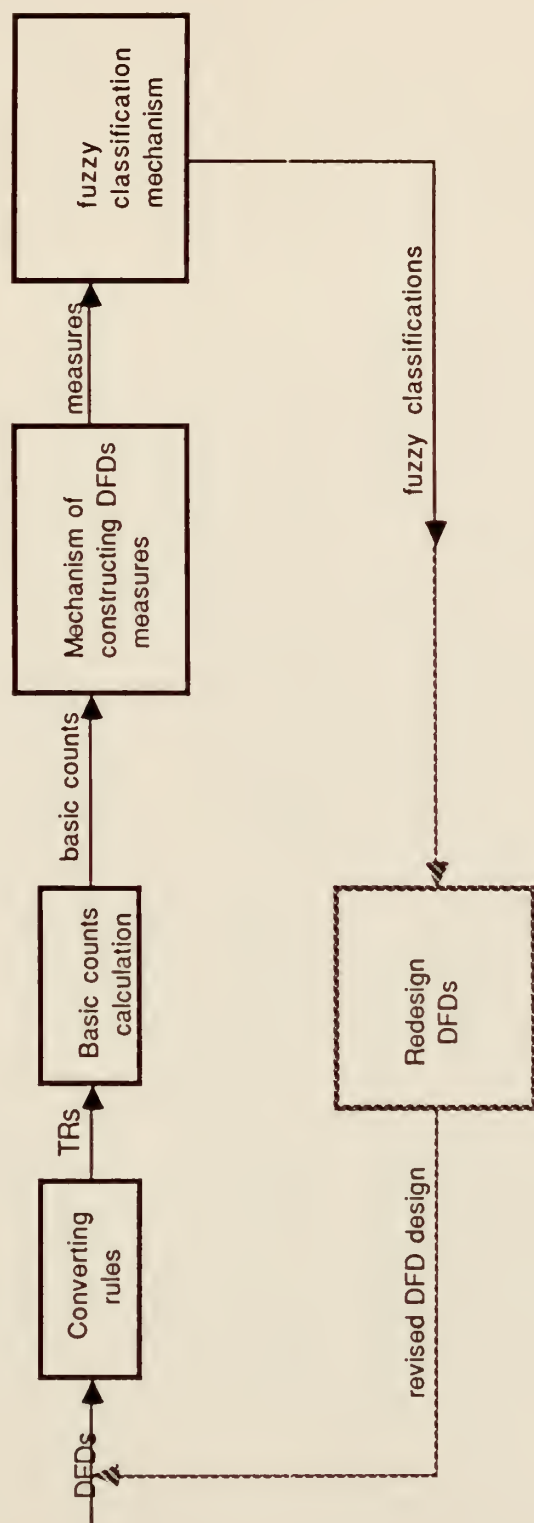 DFDs
Converting
rules
TRs
Basic counts
calculation
basic counts
Mechanism of
constructing DFDs
measures
measures
fuzzy
classification
mechanism
fuzzy classifications
Redesign
DFDs
revised DFD design